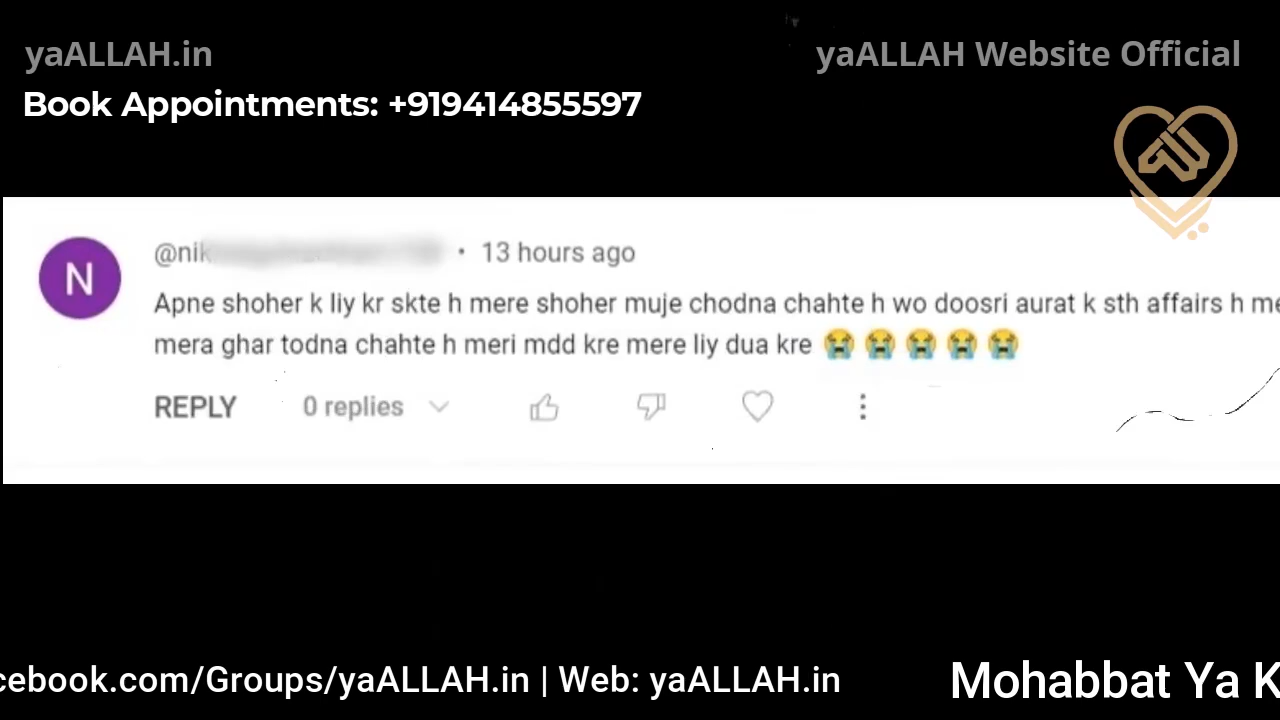 yaALLAH.in
yaALLAH Website Official
Book Appointments: +919414855597
N
@nik • 13 hours ago
Apne shoher k liy kr skte h mere shoher muje chodna chahte h wo doosri aurat k sth affairs h
mera ghar todna chahte h meri mdd kre mere liy dua kre 😭😭😭😭😭
REPLY 0 replies
cebook.com/Groups/yaALLAH.in | Web: yaALLAH.in
Mohabbat Ya K